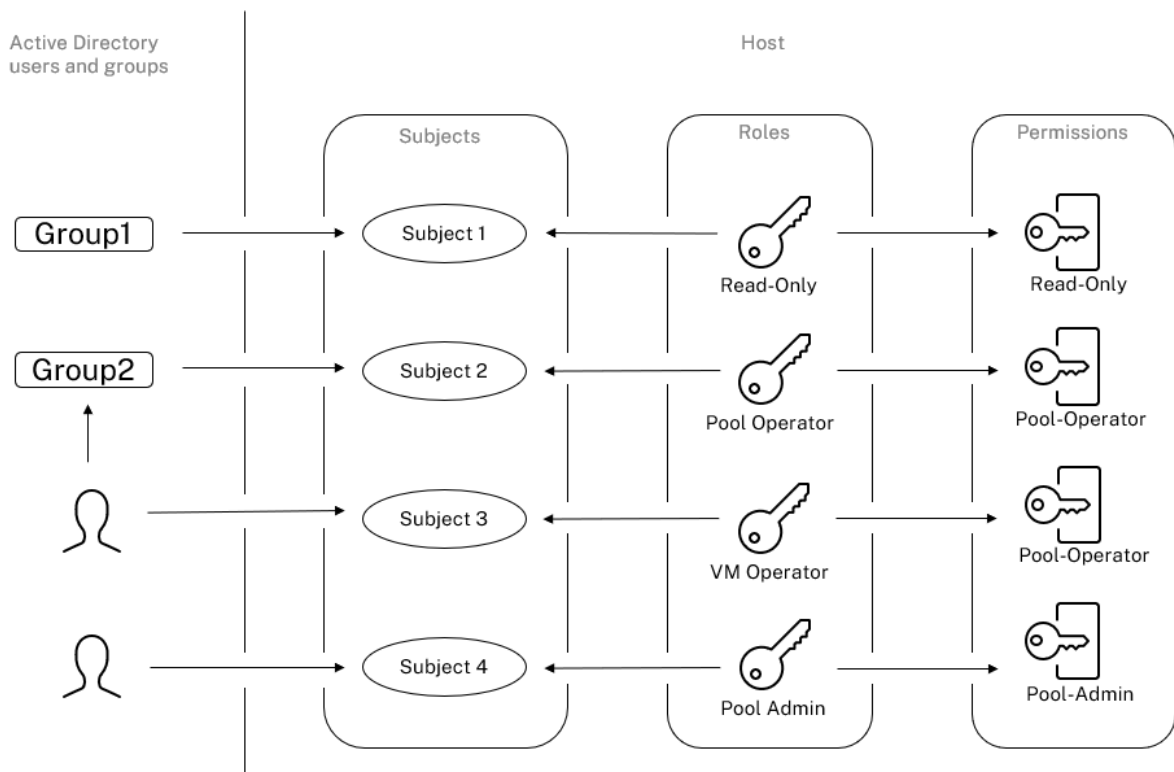 Active Directory
users and groups
Host
Subjects
Roles
Permissions
Group1
Subject 1
Read-Only
Read-Only
Group2
Subject 2
Pool Operator
Pool-Operator
Subject 3
VM Operator
Pool-Operator
Subject 4
Pool Admin
Pool-Admin